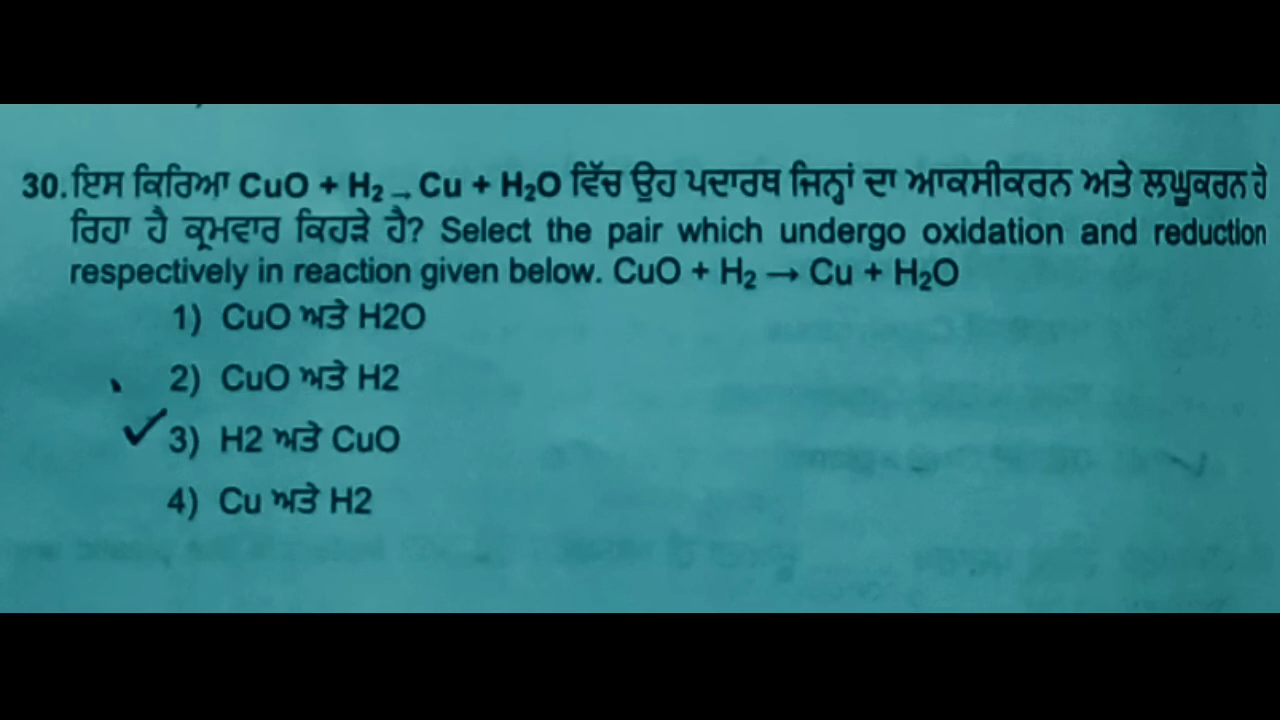 30. ਇਸ ਕਿਰਿਆ CuO + H₂ → Cu + H₂O ਵਿੱਚ ਉਹ ਪਦਾਰਥ ਜਿਨ੍ਹਾਂ ਦਾ ਆਕਸੀਕਰਨ ਅਤੇ ਲਘੂਕਰਨ ਹੋ
ਰਿਹਾ ਹੈ ਕ੍ਰਮਵਾਰ ਕਿਹੜੇ ਹੈ? Select the pair which undergo oxidation and reduction
respectively in reaction given below. CuO + H₂ → Cu + H₂O
1) CuO ਅਤੇ H2O
2) CuO ਅਤੇ H2
✓ 3) H2 ਅਤੇ CuO
4) Cu ਅਤੇ H2